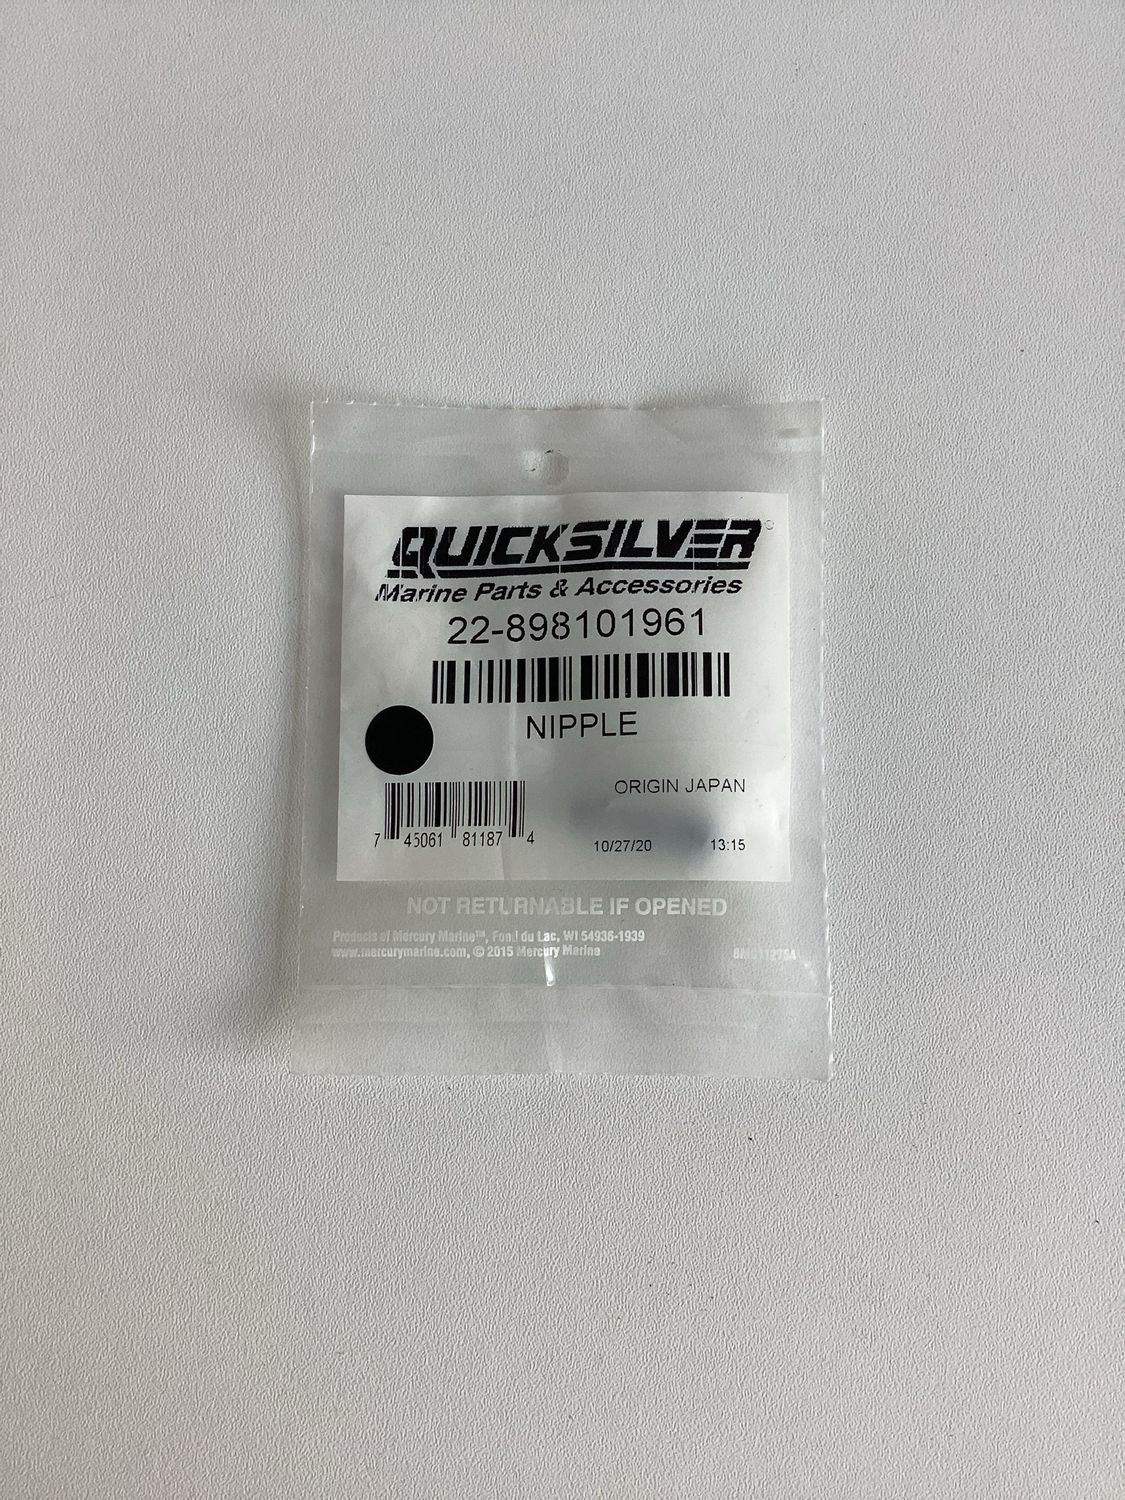 QUICKSILVER
Marine Parts & Accessories
22-898101961
NIPPLE
ORIGIN JAPAN
7 45061 81187 4
10/27/20 13:15
NOT RETURNABLE IF OPENED
Products of Mercury Marine™, Fond du Lac, WI 54936-1939
www.mercurymarine.com, © 2015 Mercury Marine